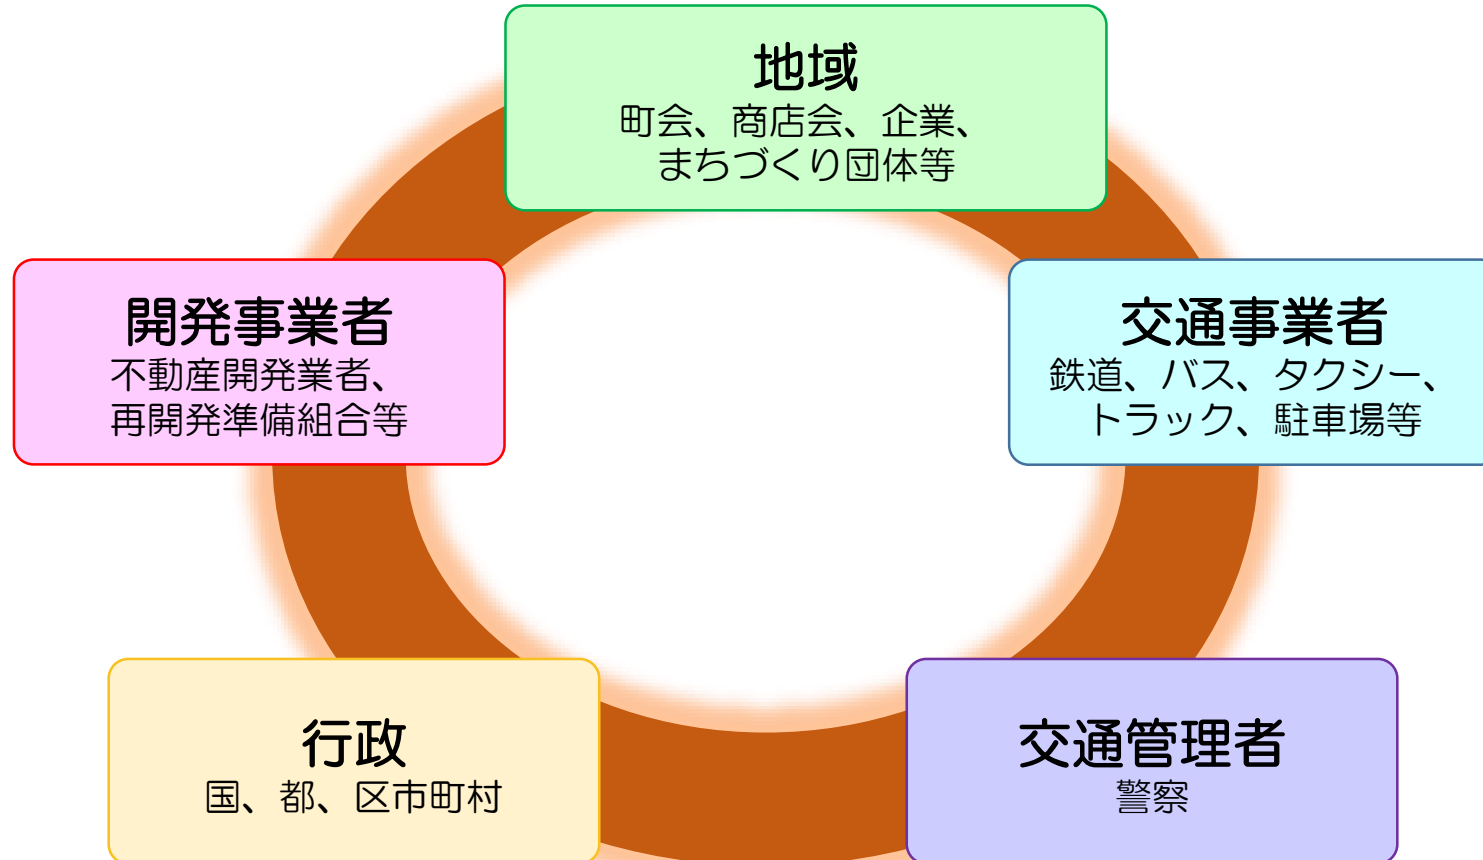 地域
町会、商店会、企業、
まちづくり団体等
開発事業者
不動産開発業者、
再開発準備組合等
交通事業者
鉄道、バス、タクシー、
トラック、駐車場等
行政
国、都、区市町村
交通管理者
警察